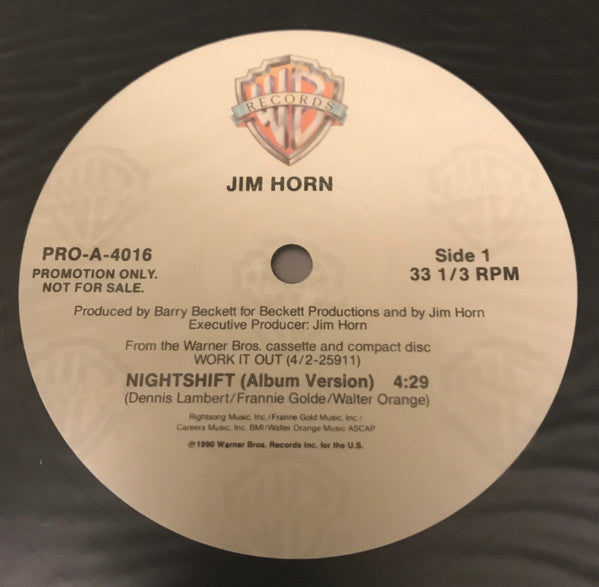 WB
RECORDS
JIM HORN
PRO-A-4016
PROMOTION ONLY.
NOT FOR SALE.
Side 1
33 1/3 RPM
Produced by Barry Beckett for Beckett Productions and by Jim Horn
Executive Producer: Jim Horn
From the Warner Bros. cassette and compact disc
WORK IT OUT (4/2-25911)
NIGHTSHIFT (Album Version) 4:29
(Dennis Lambert/Frannie Golde/Walter Orange)
Rightsong Music, Inc./Franne Gold Music, Inc./
Careers Music, Inc. BMI/Walter Orange Music ASCAP
℗1990 Warner Bros. Records Inc. for the U.S.